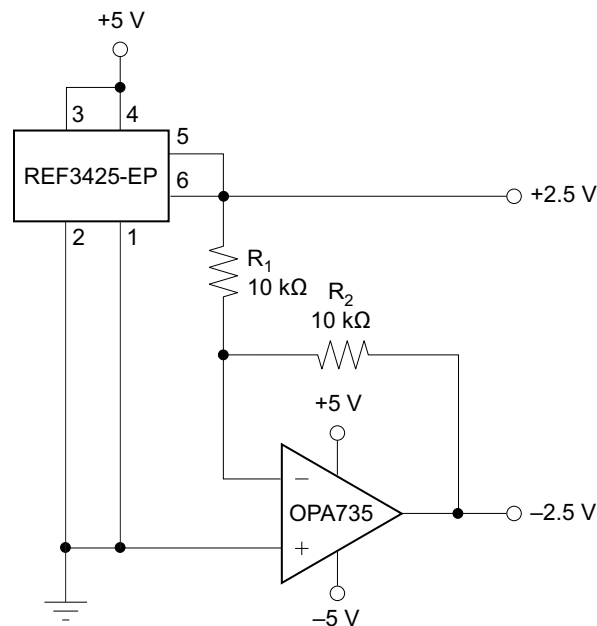 +5 V
3
4
5
REF3425-EP
6
+2.5 V
2
1
R1
10 kΩ
R2
10 kΩ
+5 V
−
OPA735
–2.5 V
+
–5 V